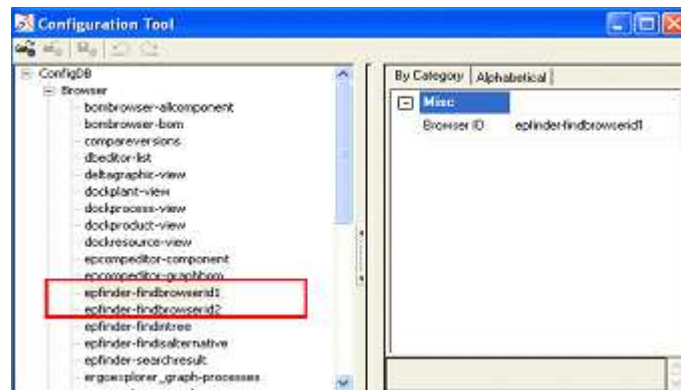 Configuration Tool
ConfigDB
Browser
bombrowser-allcomponent
bombrowser-bom
compareversions
dbeditor-list
deltagraphic-view
dockplant-view
dockprocess-view
dockproduct-view
dockresource-view
epcompeditor-component
epcompeditor-graphbom
epfinder-findbrowserid1
epfinder-findbrowserid2
epfinder-findintree
epfinder-findisalternative
epfinder-searchresult
ergoexplorer_graph-processes
By Category Alphabetical
Misc
Browser ID epfinder-findbrowserid1